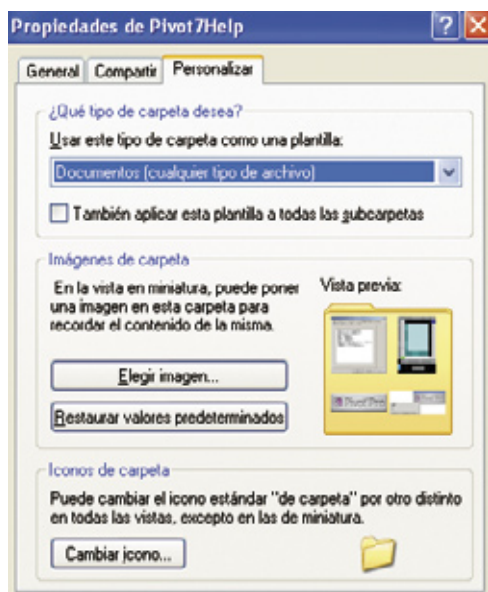 Propiedades de Pivot7Help
General Compartir Personalizar
¿Qué tipo de carpeta desea?
Usar este tipo de carpeta como una plantilla:
Documentos (cualquier tipo de archivo)
También aplicar esta plantilla a todas las subcarpetas
Imágenes de carpeta
En la vista en miniatura, puede poner
una imagen en esta carpeta para
recordar el contenido de la misma.
Vista previa:
Elegir imagen...
Restaurar valores predeterminados
Iconos de carpeta
Puede cambiar el icono estándar "de carpeta" por otro distinto
en todas las vistas, excepto en las de miniatura.
Cambiar icono...